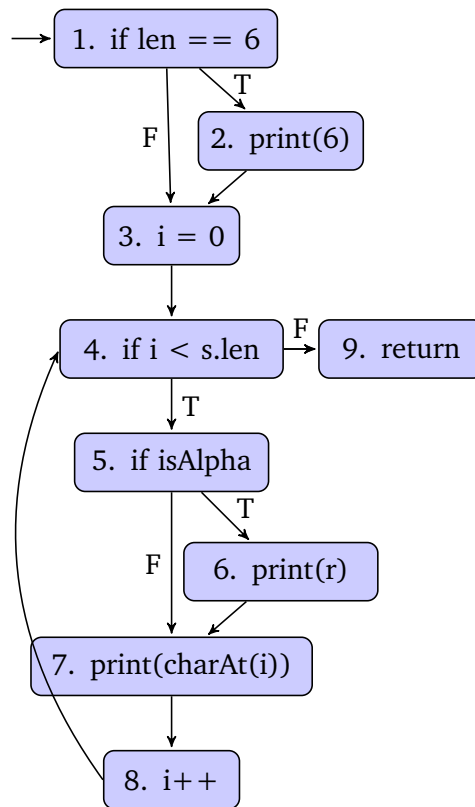 1. if len == 6
T
F
2. print(6)
3. i = 0
4. if i < s.len
F
9. return
T
5. if isAlpha
T
F
6. print(r)
7. print(charAt(i))
8. i++